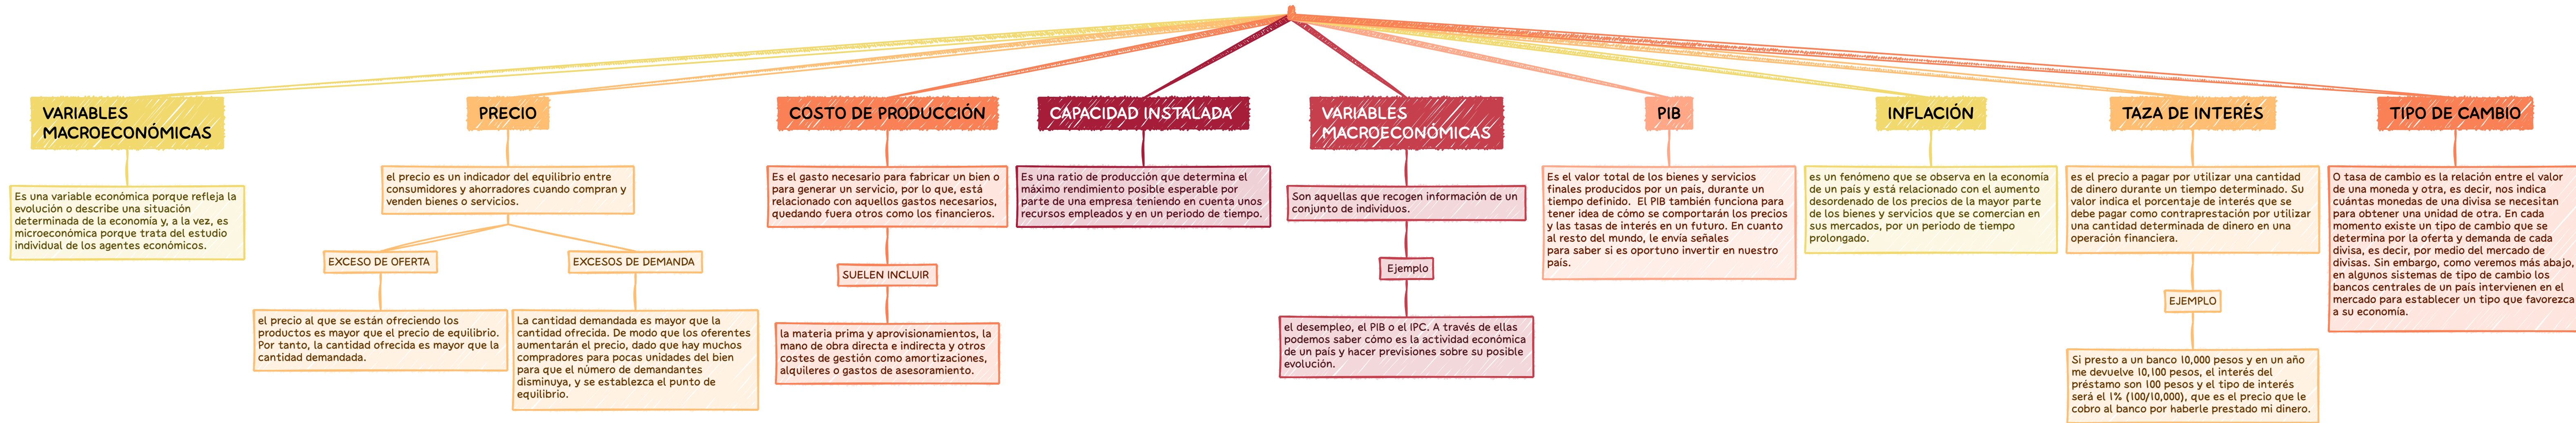 VARIABLES
MACROECONÓMICAS
Es una variable económica porque refleja la
evolución o describe una situación
determinada de la economía y, a la vez, es
microeconómica porque trata del estudio
individual de los agentes económicos.
PRECIO
el precio es un indicador del equilibrio entre
consumidores y ahorradores cuando compran y
venden bienes o servicios.
EXCESO DE OFERTA
el precio al que se están ofreciendo los
productos es mayor que el precio de equilibrio.
Por tanto, la cantidad ofrecida es mayor que la
cantidad demandada.
EXCESOS DE DEMANDA
La cantidad demandada es mayor que la
cantidad ofrecida. De modo que los oferentes
aumentarán el precio, dado que hay muchos
compradores para pocas unidades del bien
para que el número de demandantes
disminuya, y se establezca el punto de
equilibrio.
COSTO DE PRODUCCIÓN
Es el gasto necesario para fabricar un bien o
para generar un servicio, por lo que, está
relacionado con aquellos gastos necesarios,
quedando fuera otros como los financieros.
SUELEN INCLUIR
la materia prima y aprovisionamientos, la
mano de obra directa e indirecta y otros
costes de gestión como amortizaciones,
alquileres o gastos de asesoramiento.
CAPACIDAD INSTALADA
Es una ratio de producción que determina el
máximo rendimiento posible esperable por
parte de una empresa teniendo en cuenta unos
recursos empleados y en un periodo de tiempo.
VARIABLES
MACROECONÓMICAS
Son aquellas que recogen información de un
conjunto de individuos.
Ejemplo
el desempleo, el PIB o el IPC. A través de ellas
podemos saber cómo es la actividad económica
de un país y hacer previsiones sobre su posible
evolución.
PIB
Es el valor total de los bienes y servicios
finales producidos por un país, durante un
tiempo definido. El PIB también funciona para
tener idea de cómo se comportarán los precios
y las tasas de interés en un futuro. En cuanto
al resto del mundo, le envía señales
para saber si es oportuno invertir en nuestro
país.
INFLACIÓN
es un fenómeno que se observa en la economía
de un país y está relacionado con el aumento
desordenado de los precios de la mayor parte
de los bienes y servicios que se comercian en
sus mercados, por un periodo de tiempo
prolongado.
TAZA DE INTERÉS
es el precio a pagar por utilizar una cantidad
de dinero durante un tiempo determinado. Su
valor indica el porcentaje de interés que se
debe pagar como contraprestación por utilizar
una cantidad determinada de dinero en una
operación financiera.
EJEMPLO
Si presto a un banco 10,000 pesos y en un año
me devuelve 10,100 pesos, el interés del
préstamo son 100 pesos y el tipo de interés
será el 1% (100/10,000), que es el precio que le
cobro al banco por haberle prestado mi dinero.
TIPO DE CAMBIO
O tasa de cambio es la relación entre el valor
de una moneda y otra, es decir, nos indica
cuántas monedas de una divisa se necesitan
para obtener una unidad de otra. En cada
momento existe un tipo de cambio que se
determina por la oferta y demanda de cada
divisa, es decir, por medio del mercado de
divisas. Sin embargo, como veremos más abajo,
en algunos sistemas de tipo de cambio los
bancos centrales de un país intervienen en el
mercado para establecer un tipo que favorezca
a su economía.